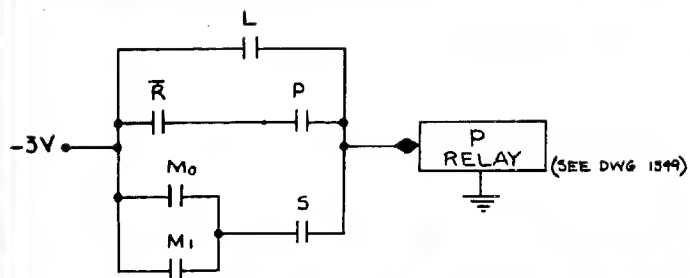 L
R̅
P
-3V
P
RELAY
(SEE DWG 1549)
M₀
S
M₁